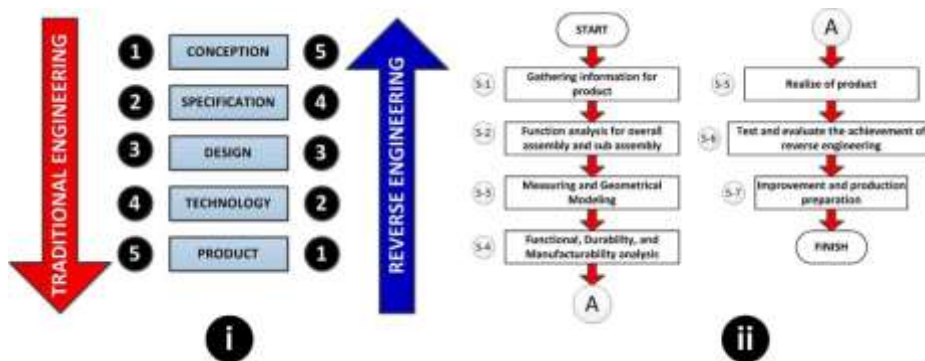 TRADITIONAL ENGINEERING
1 CONCEPTION 5
2 SPECIFICATION 4
3 DESIGN 3
4 TECHNOLOGY 2
5 PRODUCT 1
REVERSE ENGINEERING
i
START
S-1
Gathering information for
product
S-2
Function analysis for overall
assembly and sub assembly
S-3
Measuring and Geometrical
Modeling
S-4
Functional, Durability, and
Manufacturability analysis
A
A
S-5
Realize of product
S-6
Test and evaluate the achievement of
reverse engineering
S-7
Improvement and production
preparation
FINISH
ii